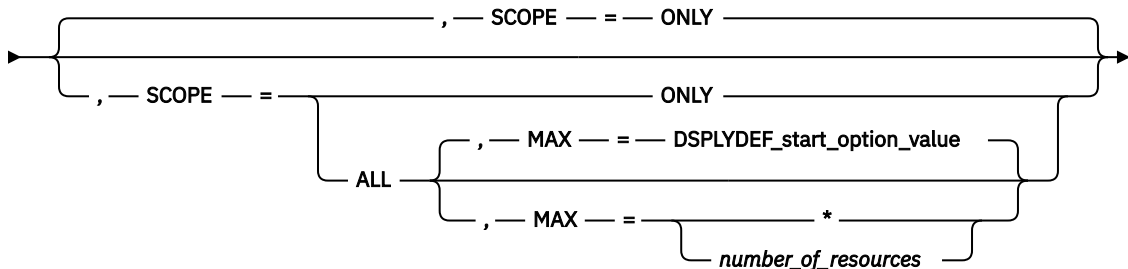 , SCOPE = ONLY
, SCOPE = ONLY
, MAX = DSPLYDEF_start_option_value
ALL
, MAX = *
number_of_resources